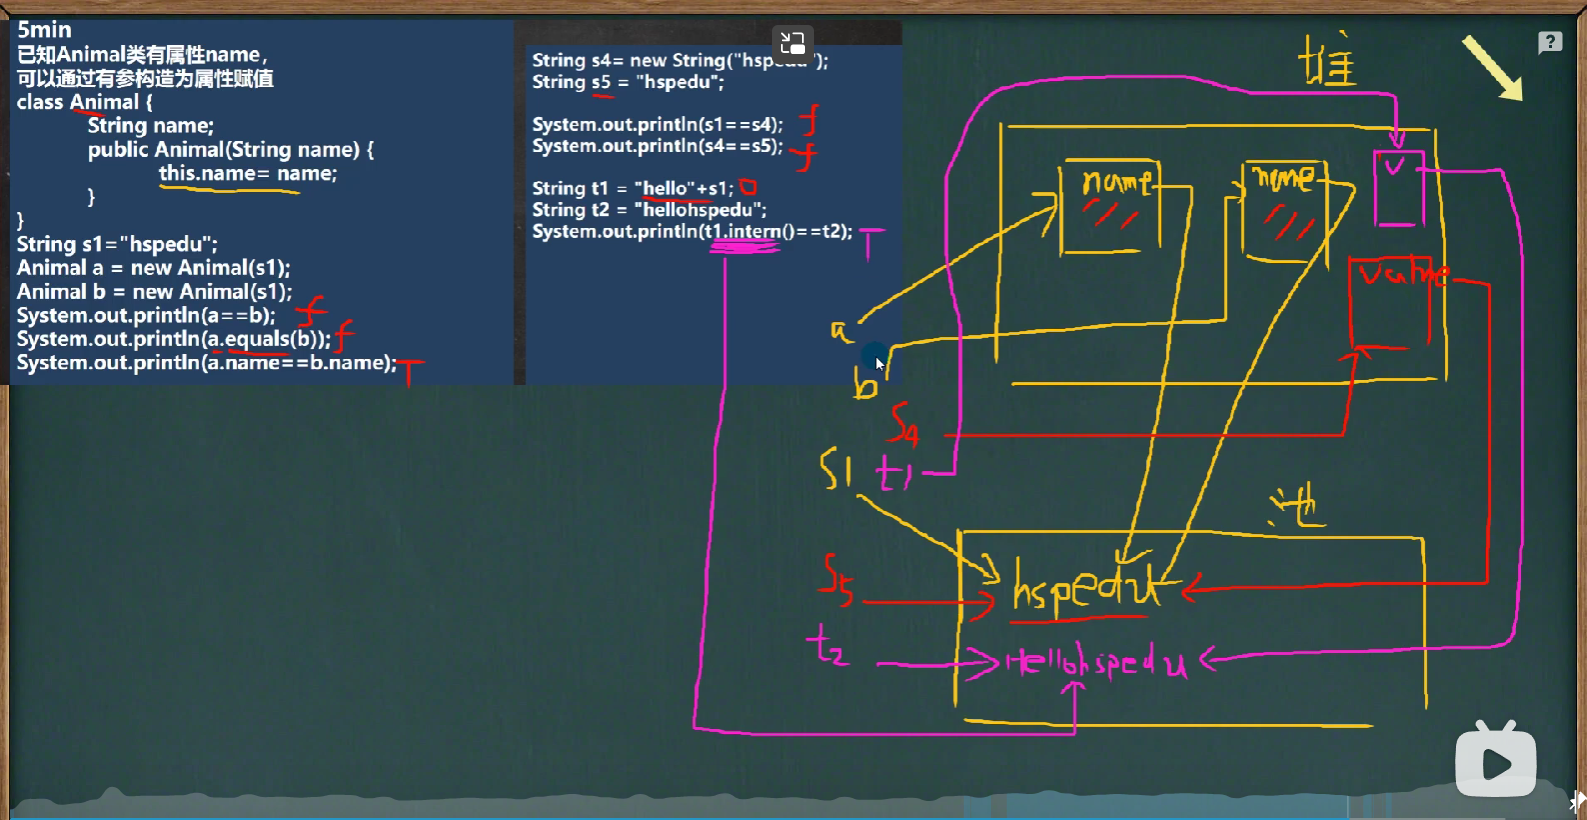 5min
已知Animal类有属性name，
可以通过有参构造为属性赋值
class Animal {
String name;
public Animal(String name) {
this.name= name;
}
}
String s1="hspedu";
Animal a = new Animal(s1);
Animal b = new Animal(s1);
System.out.println(a==b); f
System.out.println(a.equals(b)); f
System.out.println(a.name==b.name); T
String s4= new String("hspedu");
String s5 = "hspedu";
System.out.println(s1==s4); f
System.out.println(s4==s5); f
String t1 = "hello"+s1;
String t2 = "hellohspedu";
System.out.println(t1.intern()==t2); T
堆
name
name
v
value
a
b
S4
S1
t1
池
S5
hspedu
t2
Hellohspedu
?